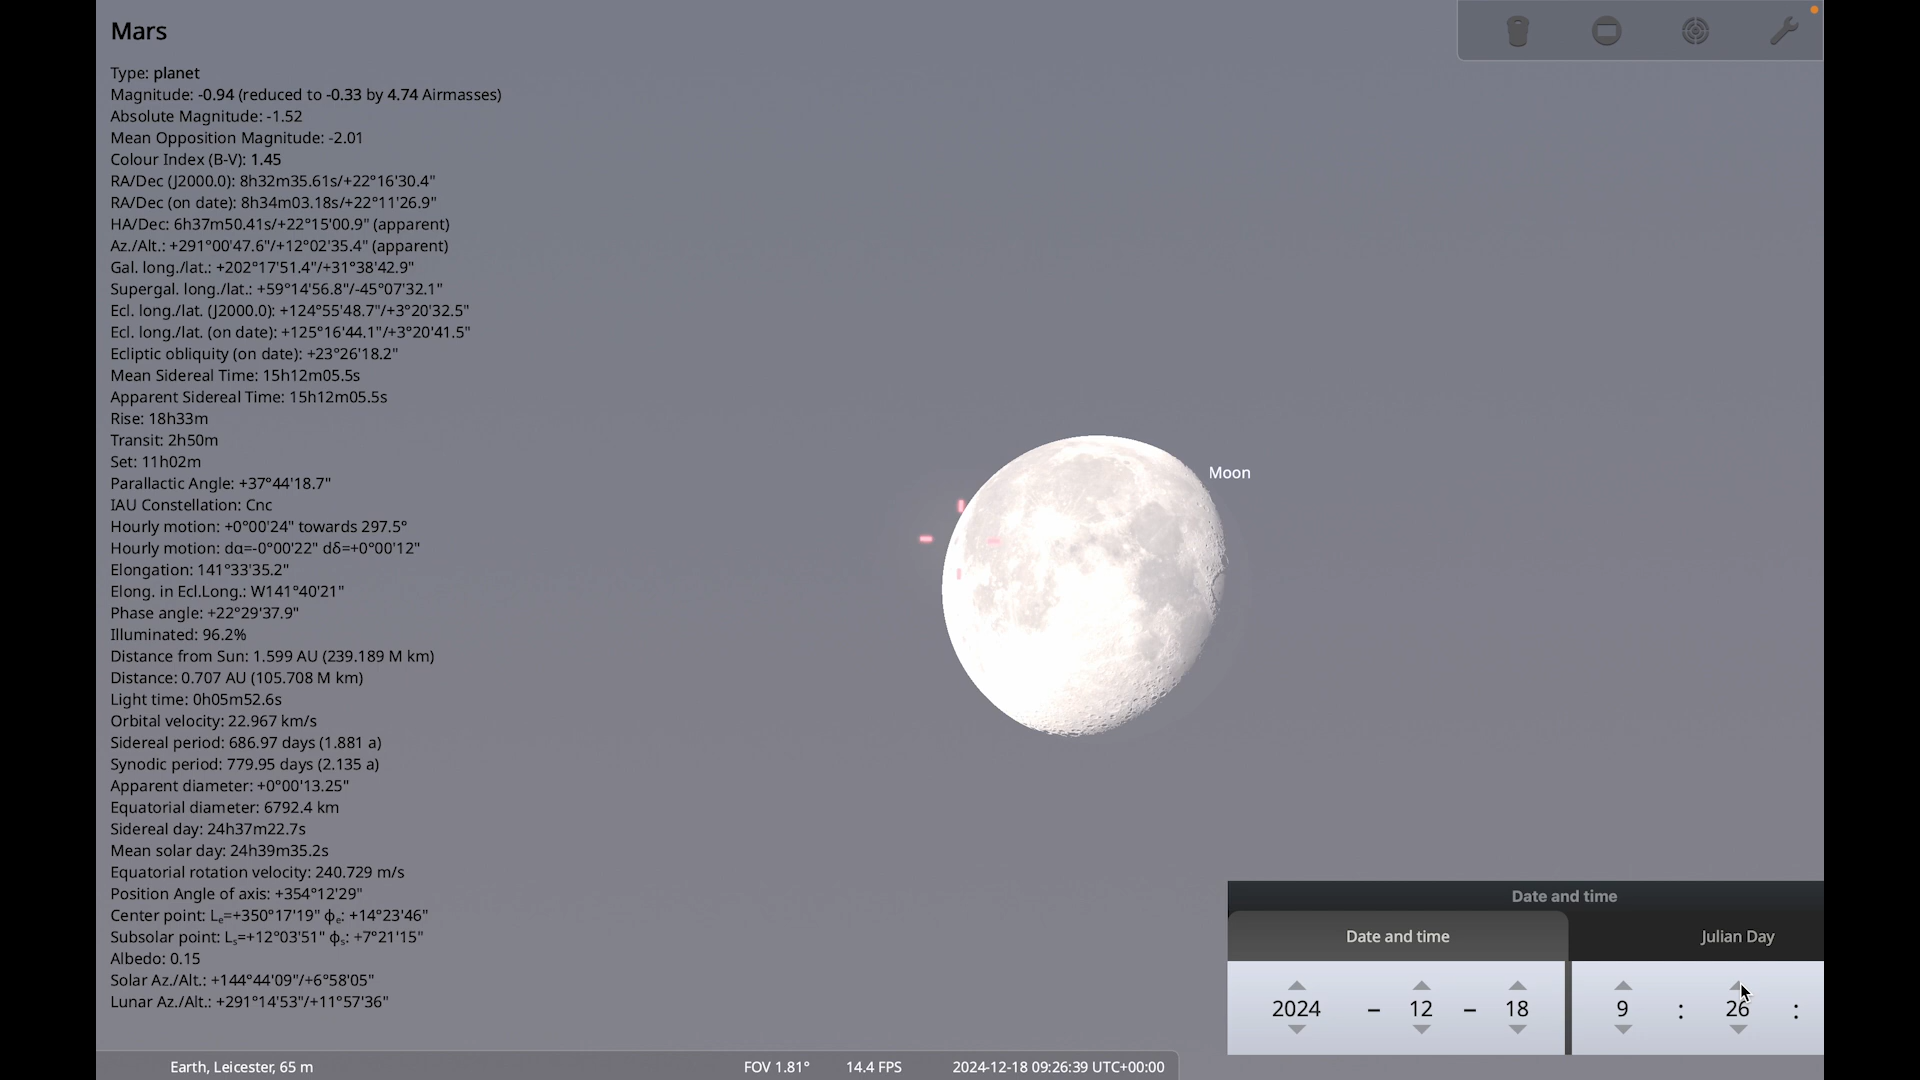 Mars
Type: planet
Magnitude: -0.94 (reduced to -0.33 by 4.74 Airmasses)
Absolute Magnitude: -1.52
Mean Opposition Magnitude: -2.01
Colour Index (B-V): 1.45
RA/Dec (J2000.0): 8h32m35.61s/+22°16'30.4"
RA/Dec (on date): 8h34m03.18s/+22°11'26.9"
HA/Dec: 6h37m50.41s/+22°15'00.9" (apparent)
Az./Alt.: +291°00'47.6"/+12°02'35.4" (apparent)
Gal. long./lat.: +202°17'51.4"/+31°38'42.9"
Supergal. long./lat.: +59°14'56.8"/-45°07'32.1"
Ecl. long./lat. (J2000.0): +124°55'48.7"/+3°20'32.5"
Ecl. long./lat. (on date): +125°16'44.1"/+3°20'41.5"
Ecliptic obliquity (on date): +23°26'18.2"
Mean Sidereal Time: 15h12m05.5s
Apparent Sidereal Time: 15h12m05.5s
Rise: 18h33m
Transit: 2h50m
Set: 11h02m
Parallactic Angle: +37°44'18.7"
IAU Constellation: Cnc
Hourly motion: +0°00'24" towards 297.5°
Hourly motion: dα=-0°00'22" dδ=+0°00'12"
Elongation: 141°33'35.2"
Elong. in Ecl.Long.: W141°40'21"
Phase angle: +22°29'37.9"
Illuminated: 96.2%
Distance from Sun: 1.599 AU (239.189 M km)
Distance: 0.707 AU (105.708 M km)
Light time: 0h05m52.6s
Orbital velocity: 22.967 km/s
Sidereal period: 686.97 days (1.881 a)
Synodic period: 779.95 days (2.135 a)
Apparent diameter: +0°00'13.25"
Equatorial diameter: 6792.4 km
Sidereal day: 24h37m22.7s
Mean solar day: 24h39m35.2s
Equatorial rotation velocity: 240.729 m/s
Position Angle of axis: +354°12'29"
Center point: Lₑ=+350°17'19" ϕₑ: +14°23'46"
Subsolar point: Lₛ=+12°03'51" ϕₛ: +7°21'15"
Albedo: 0.15
Solar Az./Alt.: +144°44'09"/+6°58'05"
Lunar Az./Alt.: +291°14'53"/+11°57'36"
Moon
Date and time
Date and time Julian Day
2024 – 12 – 18 9 : 26 :
Earth, Leicester, 65 m FOV 1.81° 14.4 FPS 2024-12-18 09:26:39 UTC+00:00